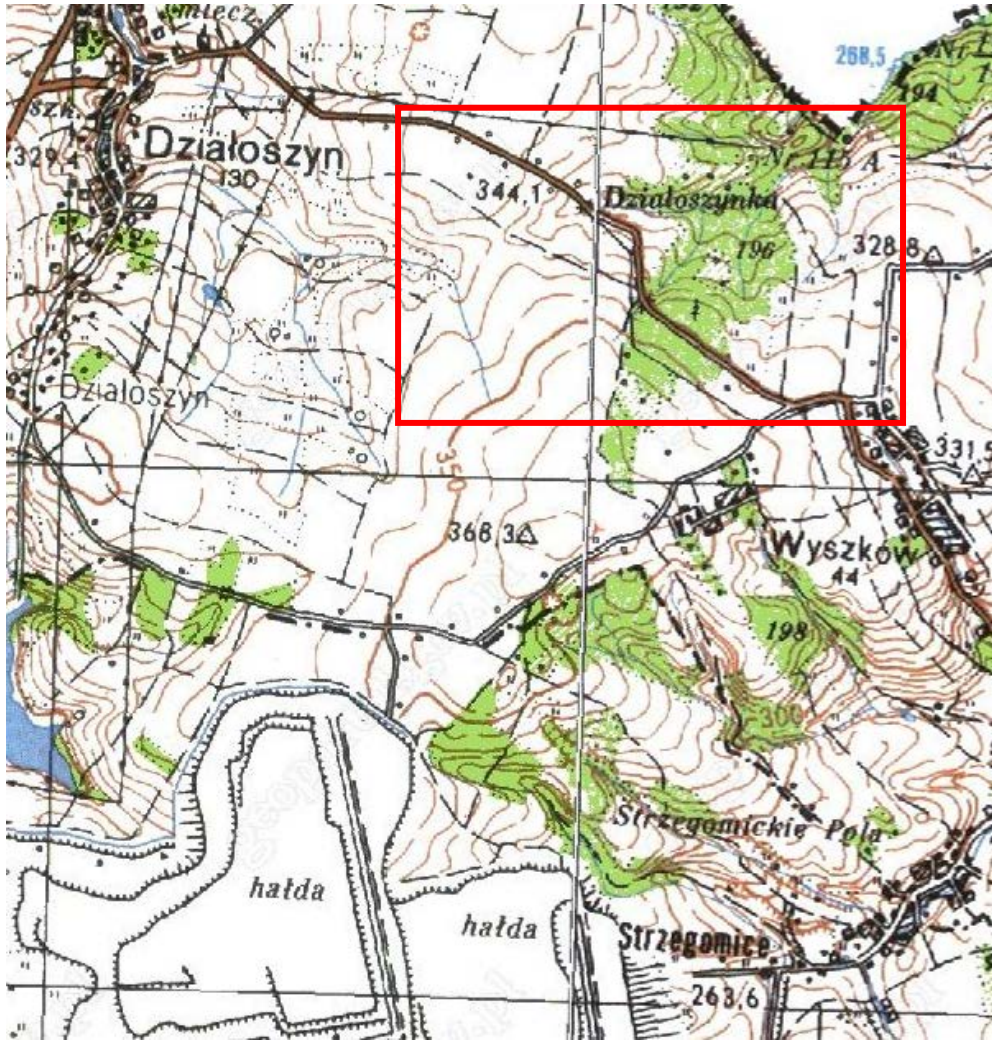 268,5
194
szk.
329,4
Działoszyn
130
Nr 115 A
344,1
Działoszynka
196
328,8
Działoszyn
350
331,5
368,3
Wyszków
44
198
300
Strzegomickie Pola
hałda
hałda
Strzegomice
263,6